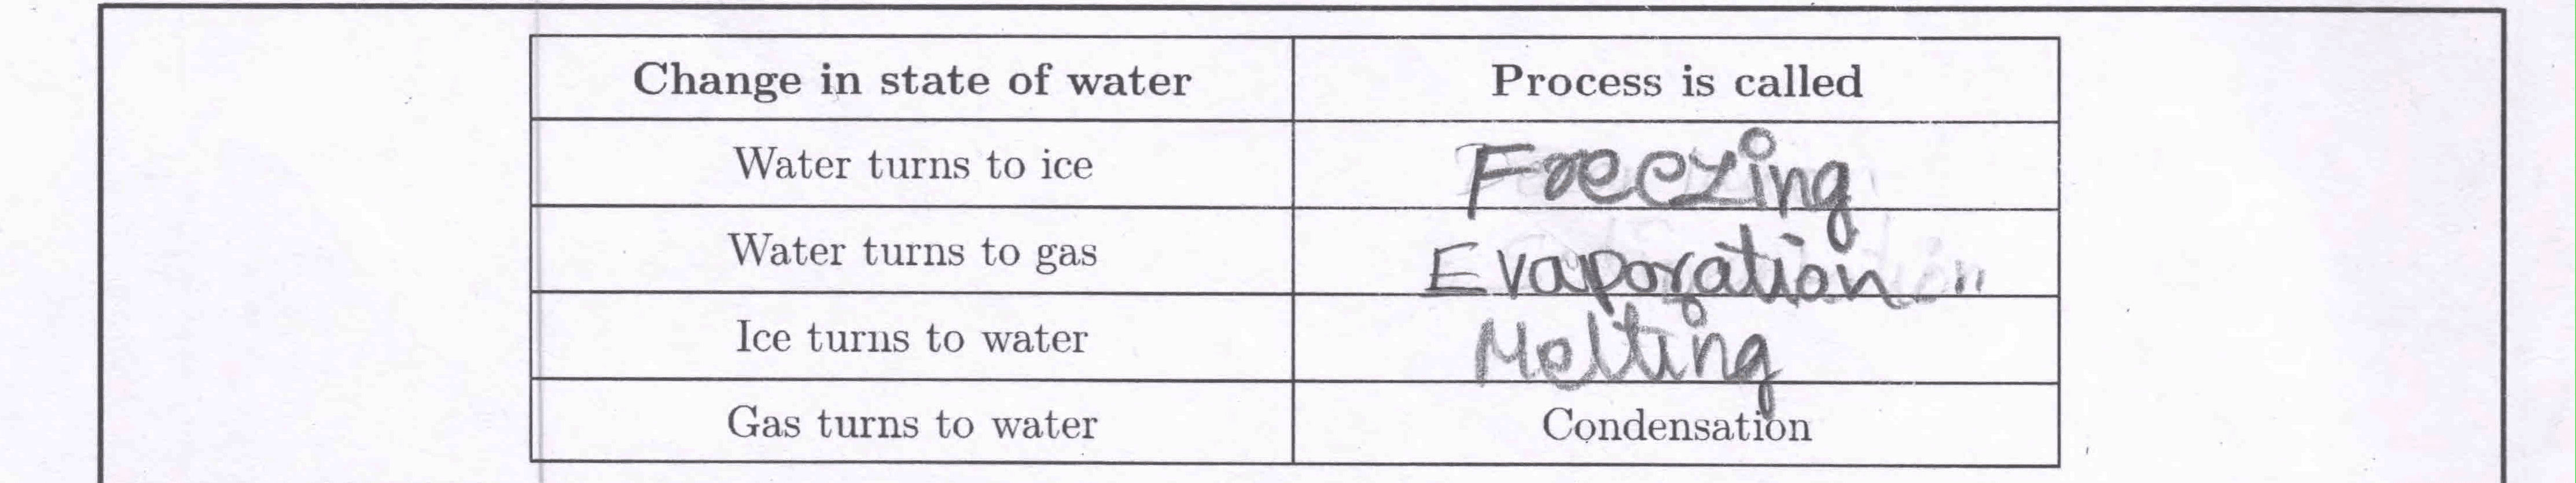 Change in state of water Process is called
Water turns to ice Freezing
Water turns to gas Evaporation
Ice turns to water Melting
Gas turns to water Condensation